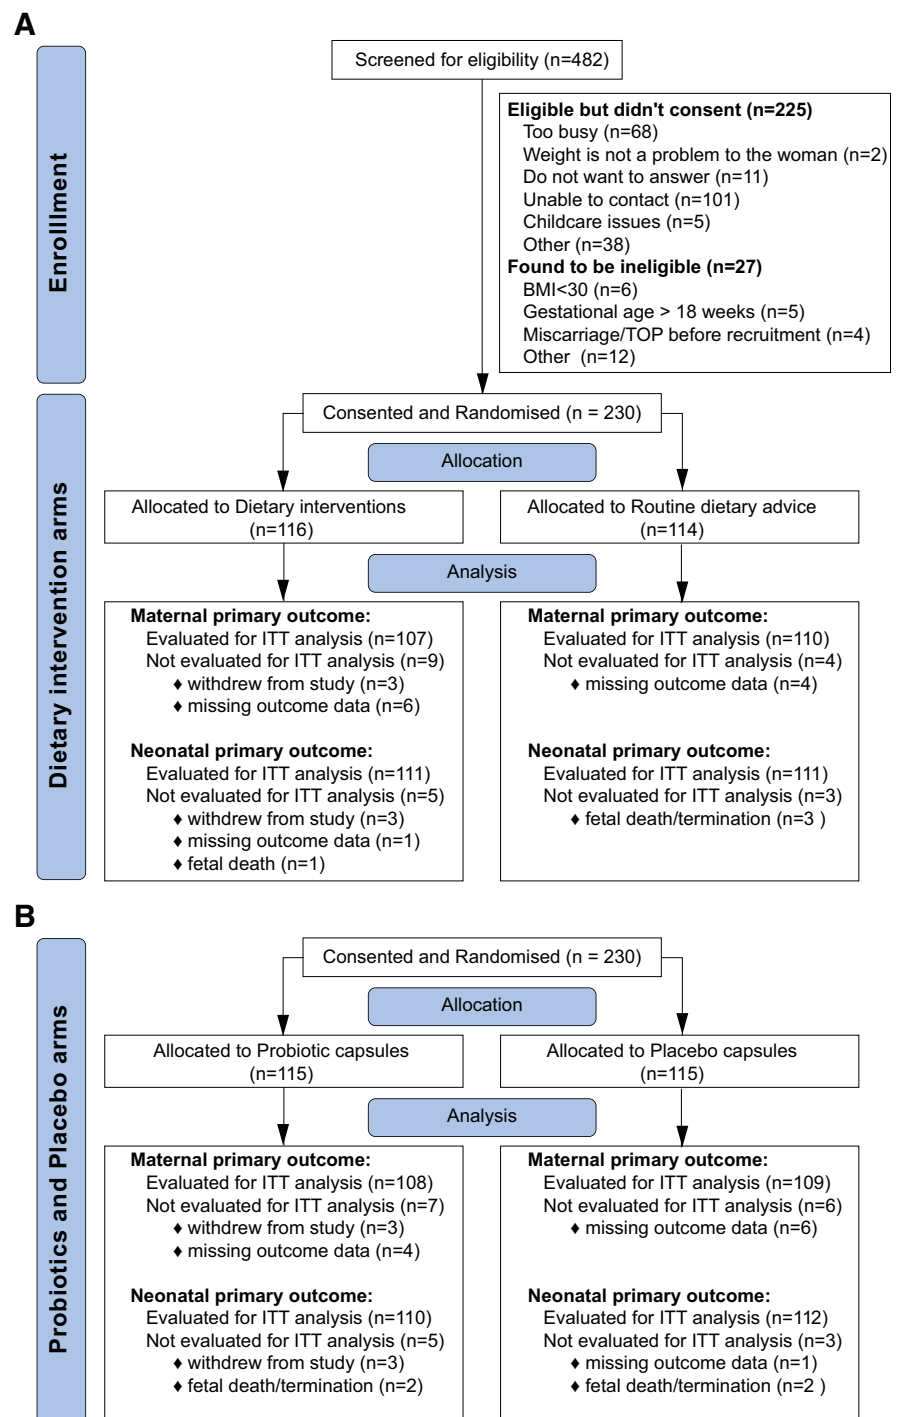 A
Enrolllment
Screened for eligibility (n=482)
Eligible but didn't consent (n=225)
Too busy (n=68)
Weight is not a problem to the woman (n=2)
Do not want to answer (n=11)
Unable to contact (n=101)
Childcare issues (n=5)
Other (n=38)
Found to be ineligible (n=27)
BMI<30 (n=6)
Gestational age > 18 weeks (n=5)
Miscarriage/TOP before recruitment (n=4)
Other (n=12)
Dietary intervention arms
Consented and Randomised (n = 230)
Allocation
Allocated to Dietary interventions
(n=116)
Allocated to Routine dietary advice
(n=114)
Analysis
Maternal primary outcome:
Evaluated for ITT analysis (n=107)
Not evaluated for ITT analysis (n=9)
♦ withdrew from study (n=3)
♦ missing outcome data (n=6)
Neonatal primary outcome:
Evaluated for ITT analysis (n=111)
Not evaluated for ITT analysis (n=5)
♦ withdrew from study (n=3)
♦ missing outcome data (n=1)
♦ fetal death (n=1)
Maternal primary outcome:
Evaluated for ITT analysis (n=110)
Not evaluated for ITT analysis (n=4)
♦ missing outcome data (n=4)
Neonatal primary outcome:
Evaluated for ITT analysis (n=111)
Not evaluated for ITT analysis (n=3)
♦ fetal death/termination (n=3 )
B
Probiotics and Placebo arms
Consented and Randomised (n = 230)
Allocation
Allocated to Probiotic capsules
(n=115)
Allocated to Placebo capsules
(n=115)
Analysis
Maternal primary outcome:
Evaluated for ITT analysis (n=108)
Not evaluated for ITT analysis (n=7)
♦ withdrew from study (n=3)
♦ missing outcome data (n=4)
Neonatal primary outcome:
Evaluated for ITT analysis (n=110)
Not evaluated for ITT analysis (n=5)
♦ withdrew from study (n=3)
♦ fetal death/termination (n=2)
Maternal primary outcome:
Evaluated for ITT analysis (n=109)
Not evaluated for ITT analysis (n=6)
♦ missing outcome data (n=6)
Neonatal primary outcome:
Evaluated for ITT analysis (n=112)
Not evaluated for ITT analysis (n=3)
♦ missing outcome data (n=1)
♦ fetal death/termination (n=2 )